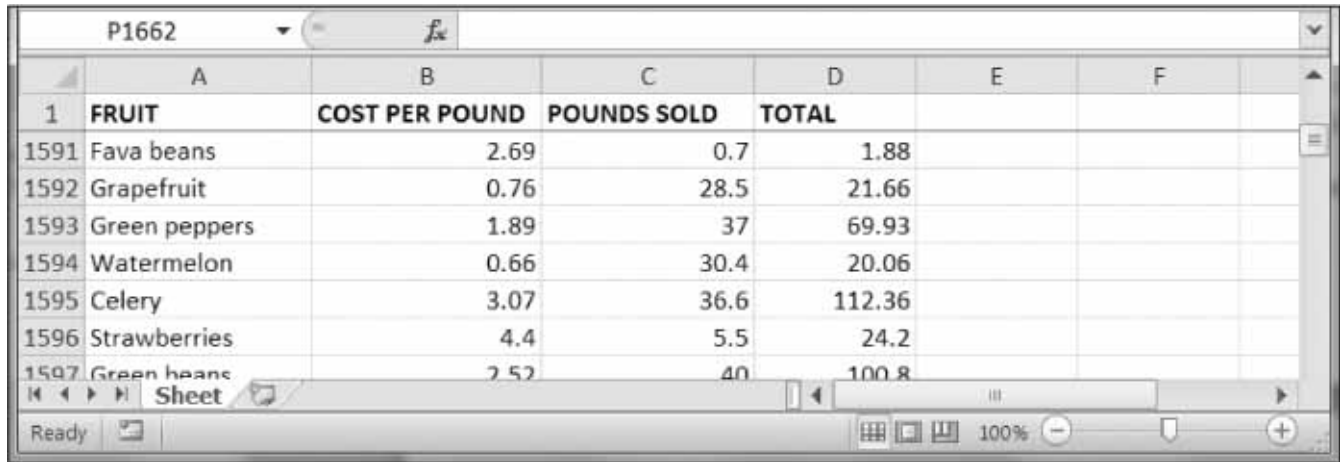 P1662 fx
A B C D E F
1 FRUIT COST PER POUND POUNDS SOLD TOTAL
1591 Fava beans 2.69 0.7 1.88
1592 Grapefruit 0.76 28.5 21.66
1593 Green peppers 1.89 37 69.93
1594 Watermelon 0.66 30.4 20.06
1595 Celery 3.07 36.6 112.36
1596 Strawberries 4.4 5.5 24.2
1597 Green beans 2.52 40 100.8
Sheet
Ready 100%